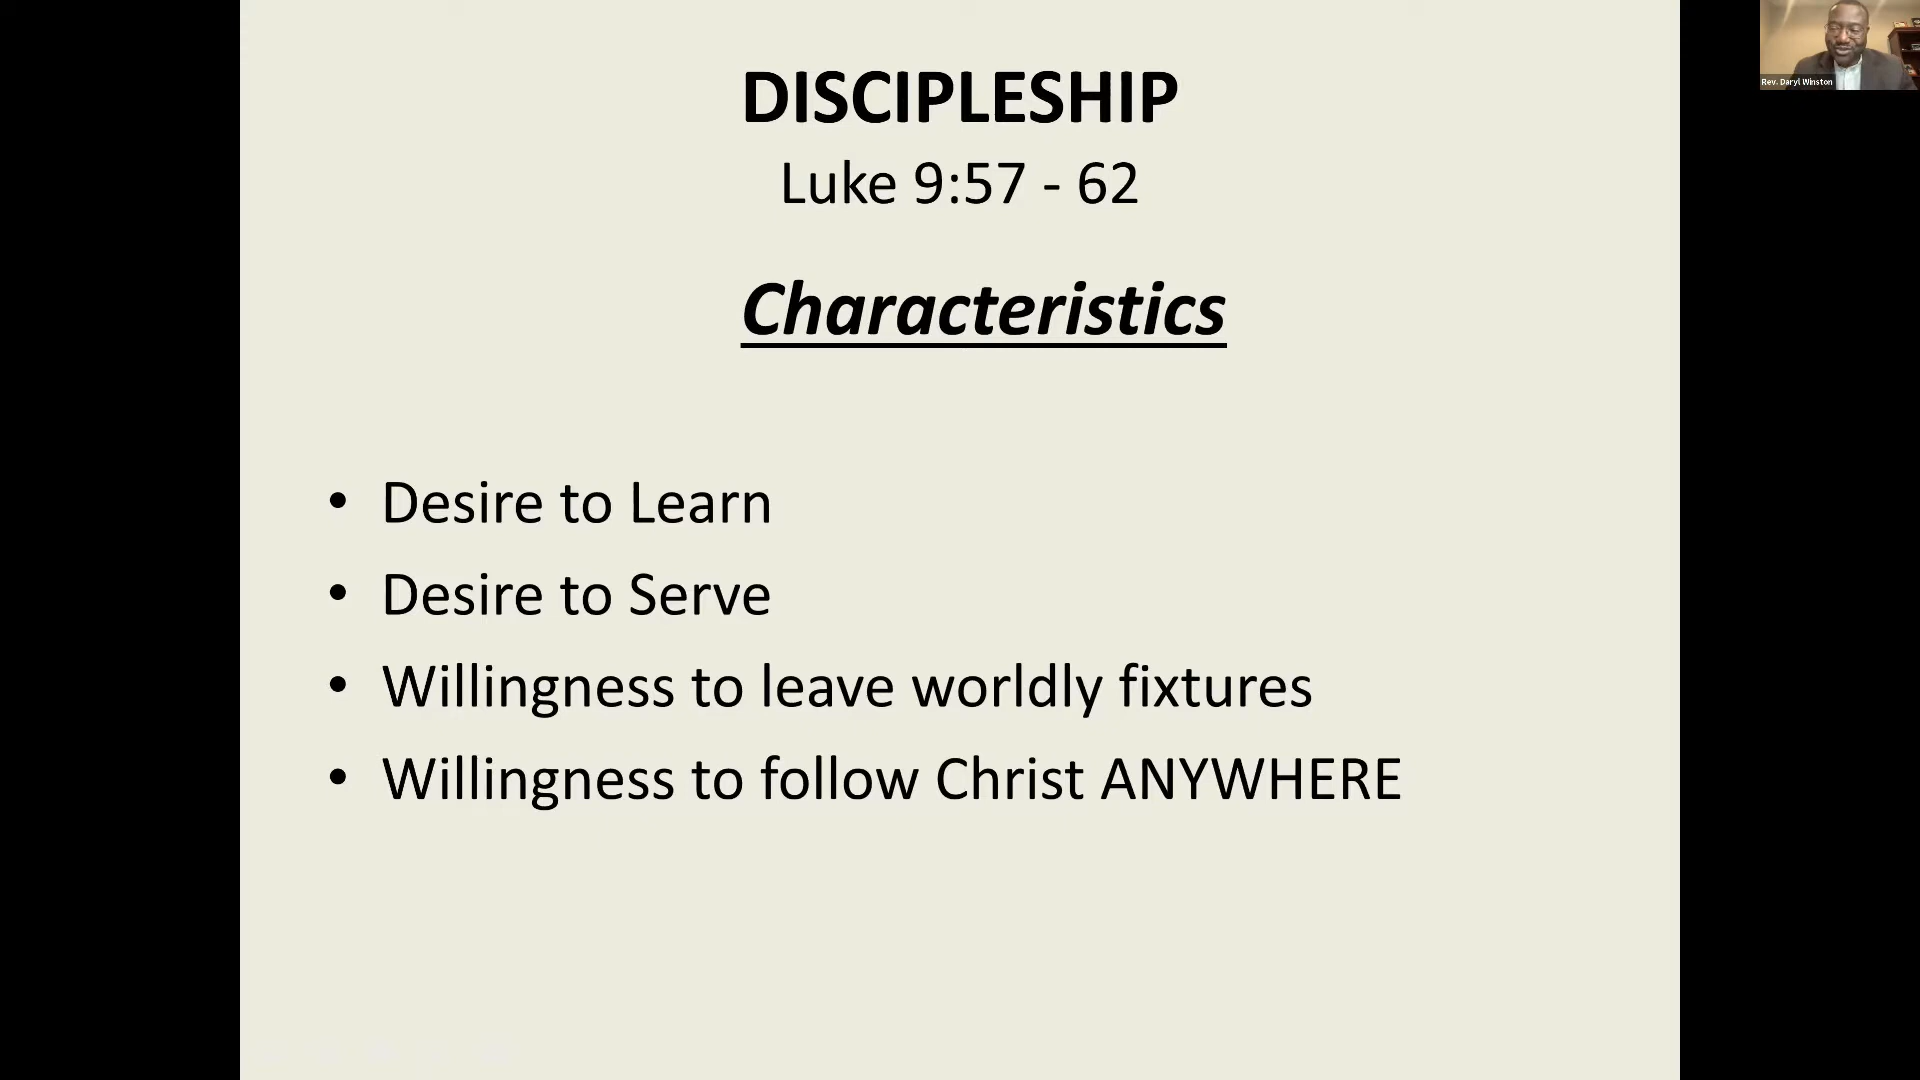 DISCIPLESHIP
Luke 9:57 - 62
Characteristics
• Desire to Learn
• Desire to Serve
• Willingness to leave worldly fixtures
• Willingness to follow Christ ANYWHERE
Rev. Daryl Winston